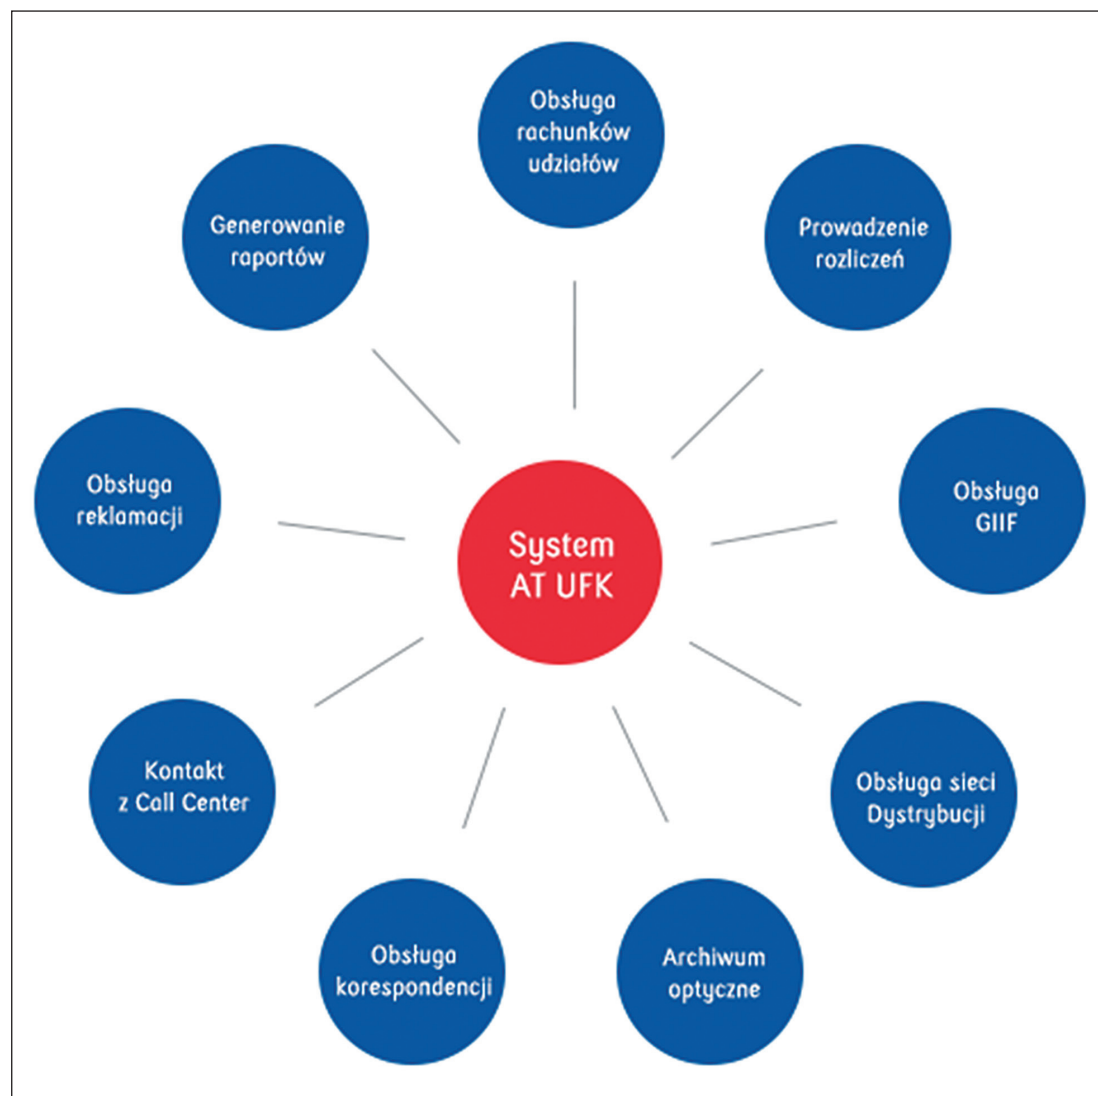 Obsługa
rachunków
udziałów
Prowadzenie
rozliczeń
Obsługa
GIIF
Obsługa sieci
Dystrybucji
Archiwum
optyczne
Obsługa
korespondencji
Kontakt
z Call Center
Obsługa
reklamacji
Generowanie
raportów
System
AT UFK